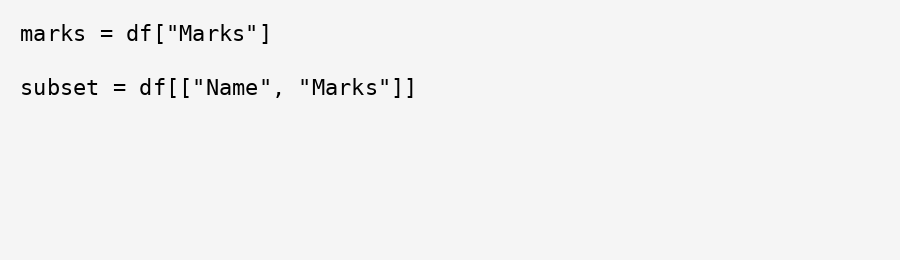 marks = df["Marks"]
subset = df[["Name", "Marks"]]